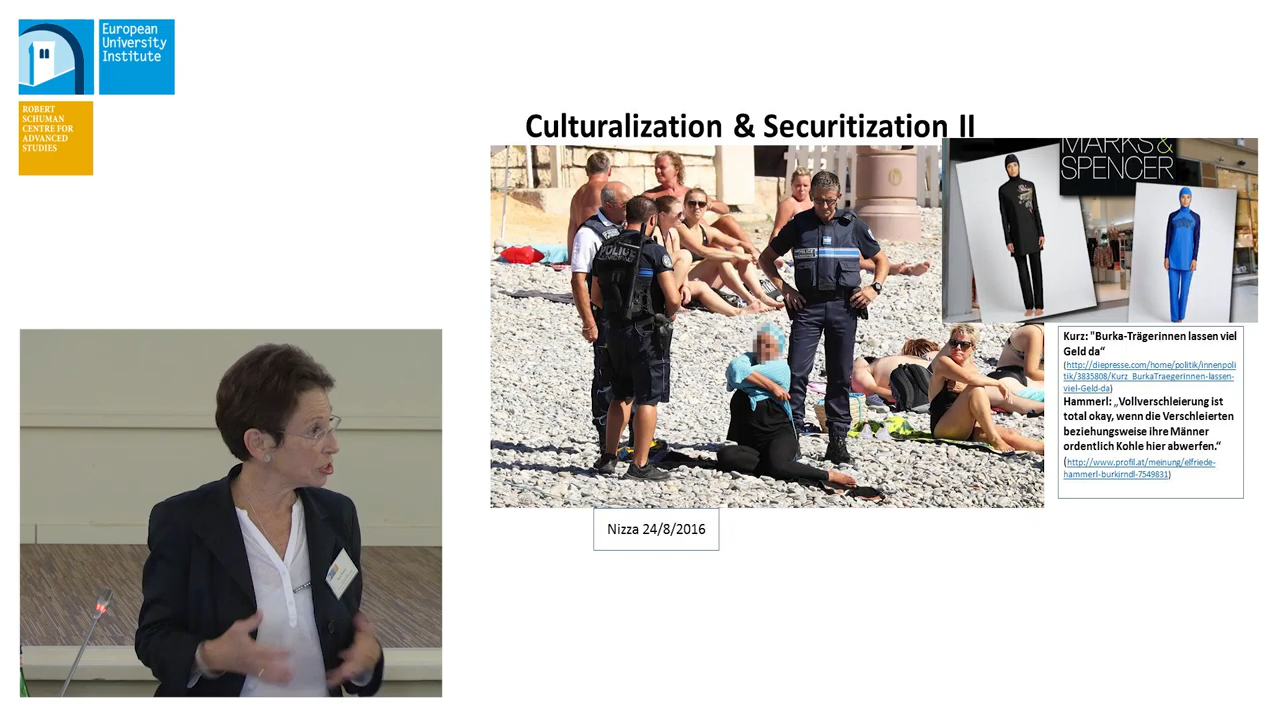 European
University
Institute
ROBERT
SCHUMAN
CENTRE FOR
ADVANCED
STUDIES
Culturalization & Securitization II
MARKS &
SPENCER
POLICE
POLICE
Kurz: "Burka-Trägerinnen lassen viel
Geld da“
(http://diepresse.com/home/politik/innenpoli
tik/3835808/Kurz_BurkaTraegerinnen-lassen-
viel-Geld-da)
Hammerl: „Vollverschleierung ist
total okay, wenn die Verschleierten
beziehungsweise ihre Männer
ordentlich Kohle hier abwerfen.“
(http://www.profil.at/meinung/elfriede-
hammerl-burkirndl-7549831)
Nizza 24/8/2016